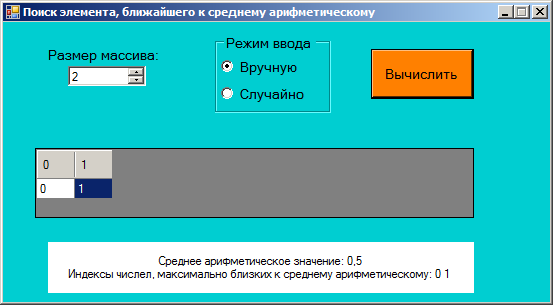 Поиск элемента, ближайшего к среднему арифметическому
Размер массива:
2
Режим ввода
Вручную
Случайно
Вычислить
0 1
0 1
Среднее арифметическое значение: 0,5
Индексы числел, максимально близких к среднему арифметическому: 0 1